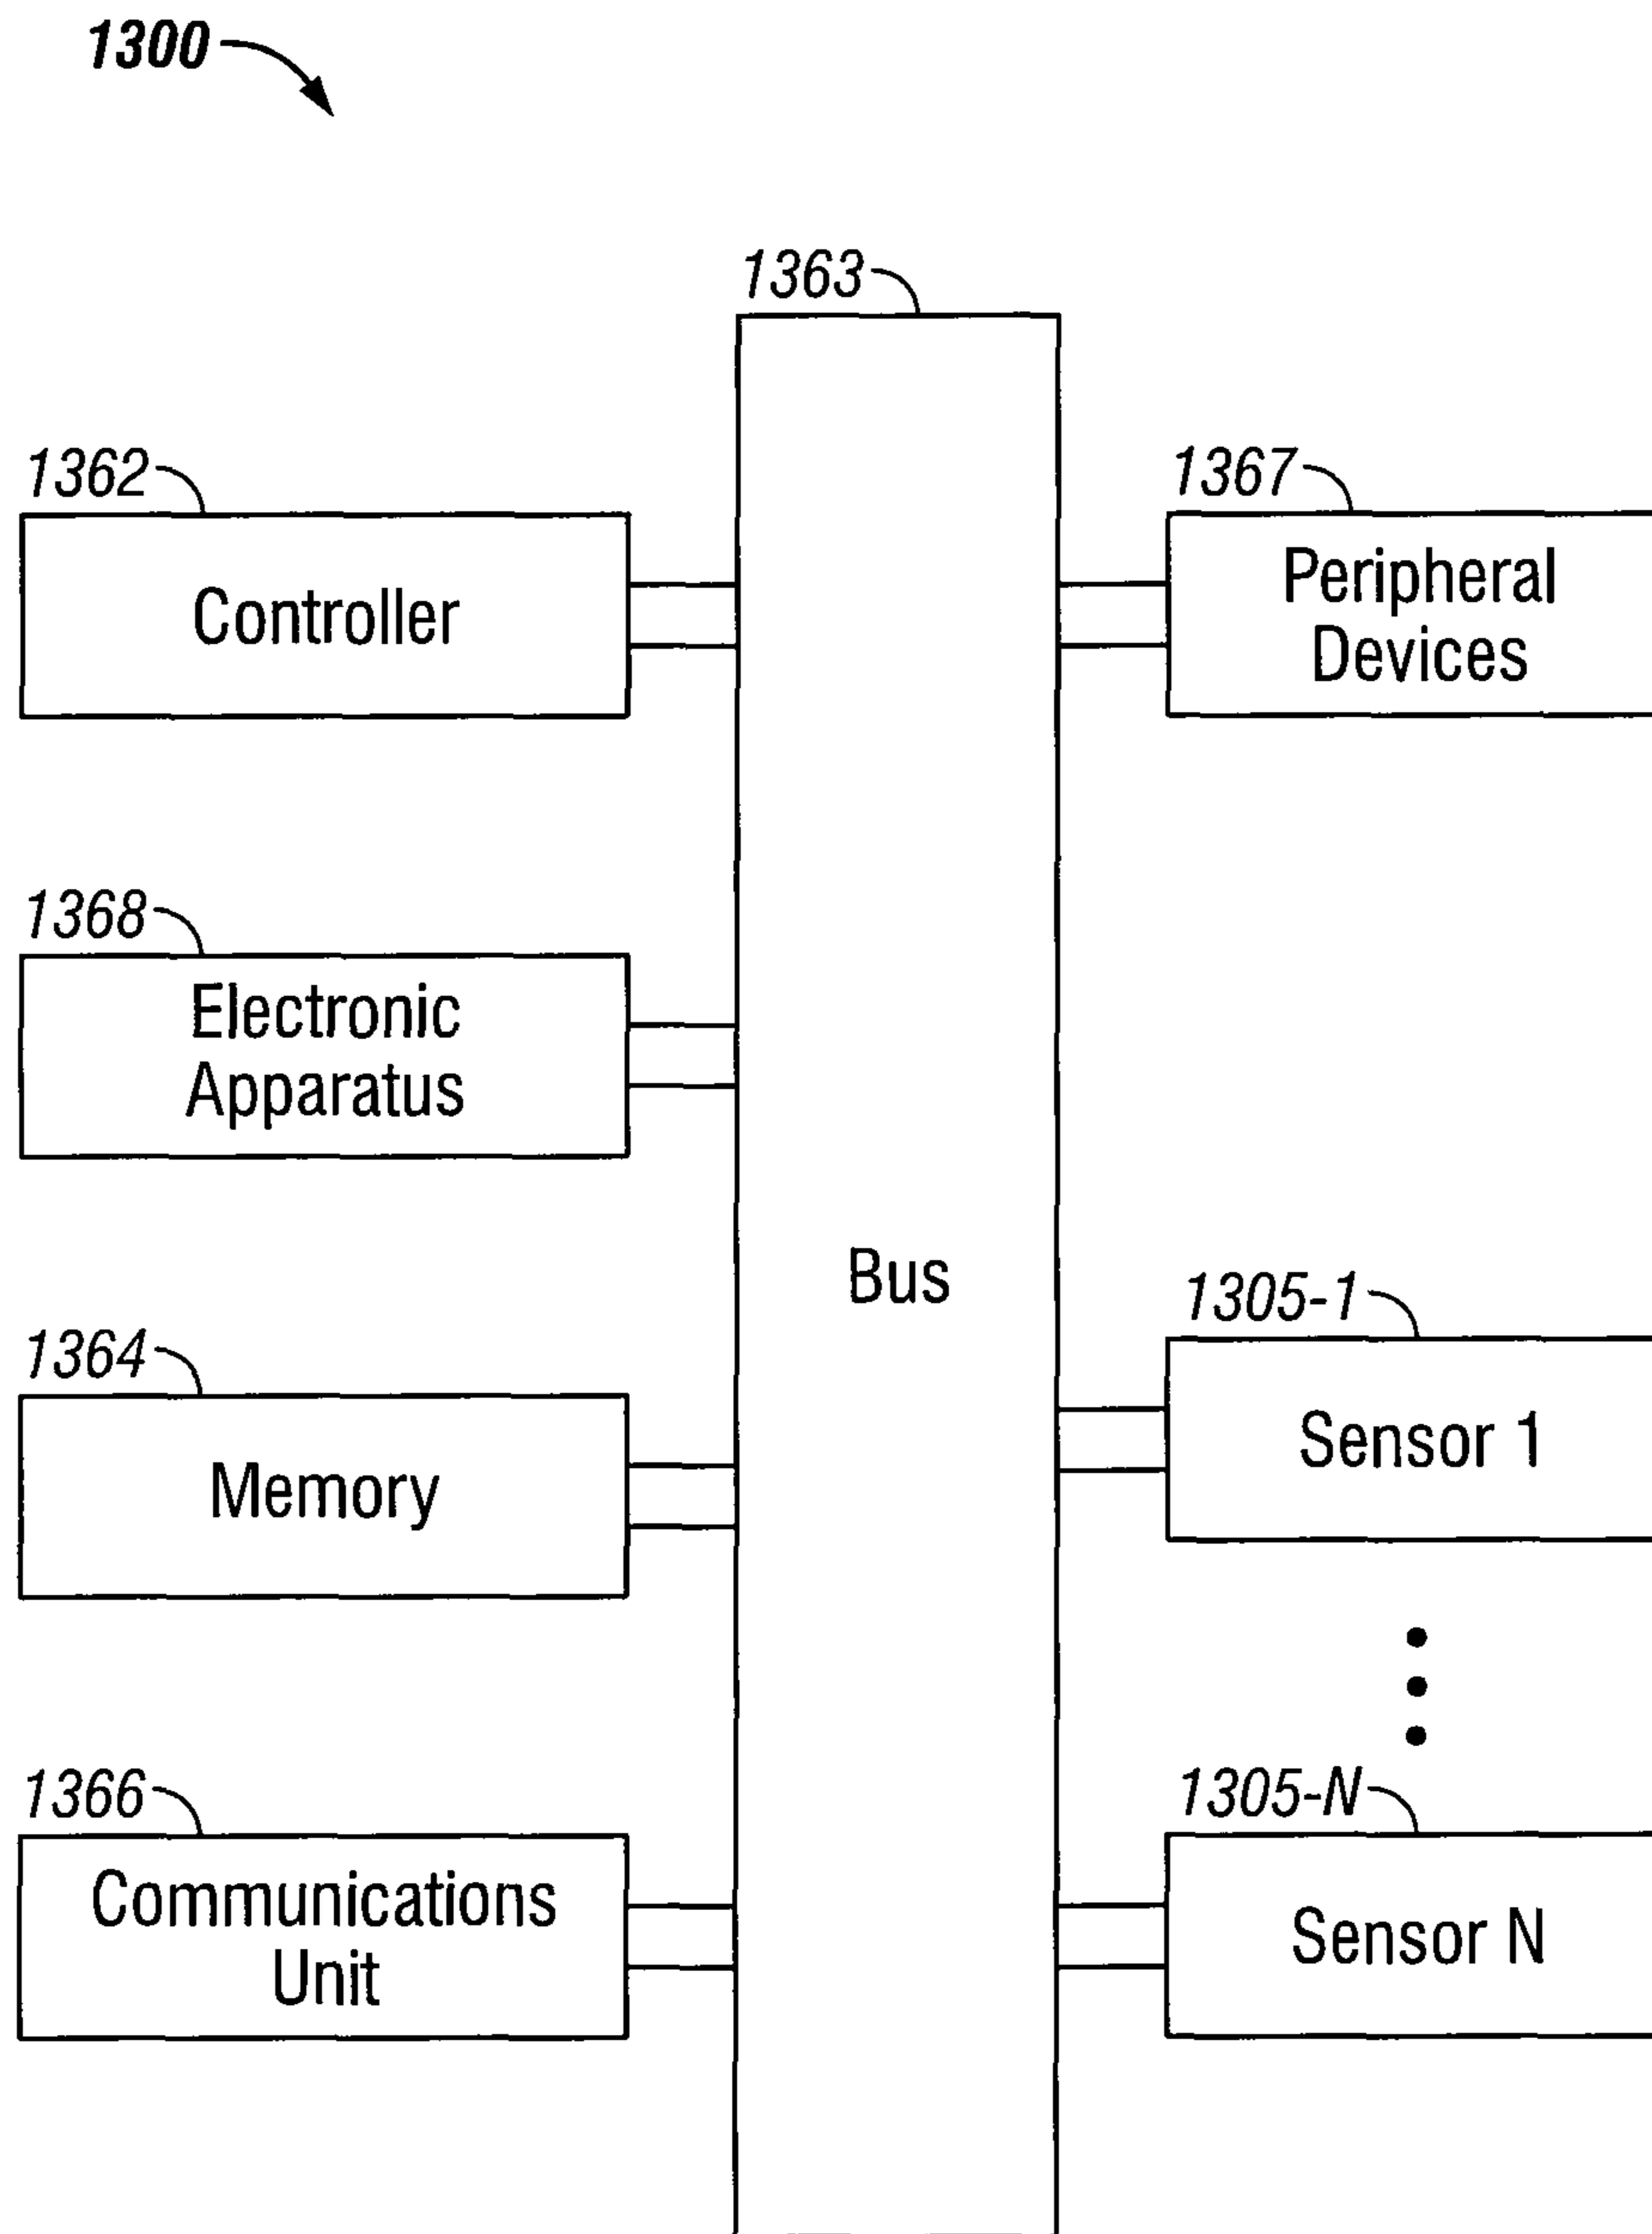 1300
1363
1362
Controller
1367
Peripheral
Devices
1368
Electronic
Apparatus
Bus
1364
Memory
1305-1
Sensor 1
1366
Communications
Unit
1305-N
Sensor N